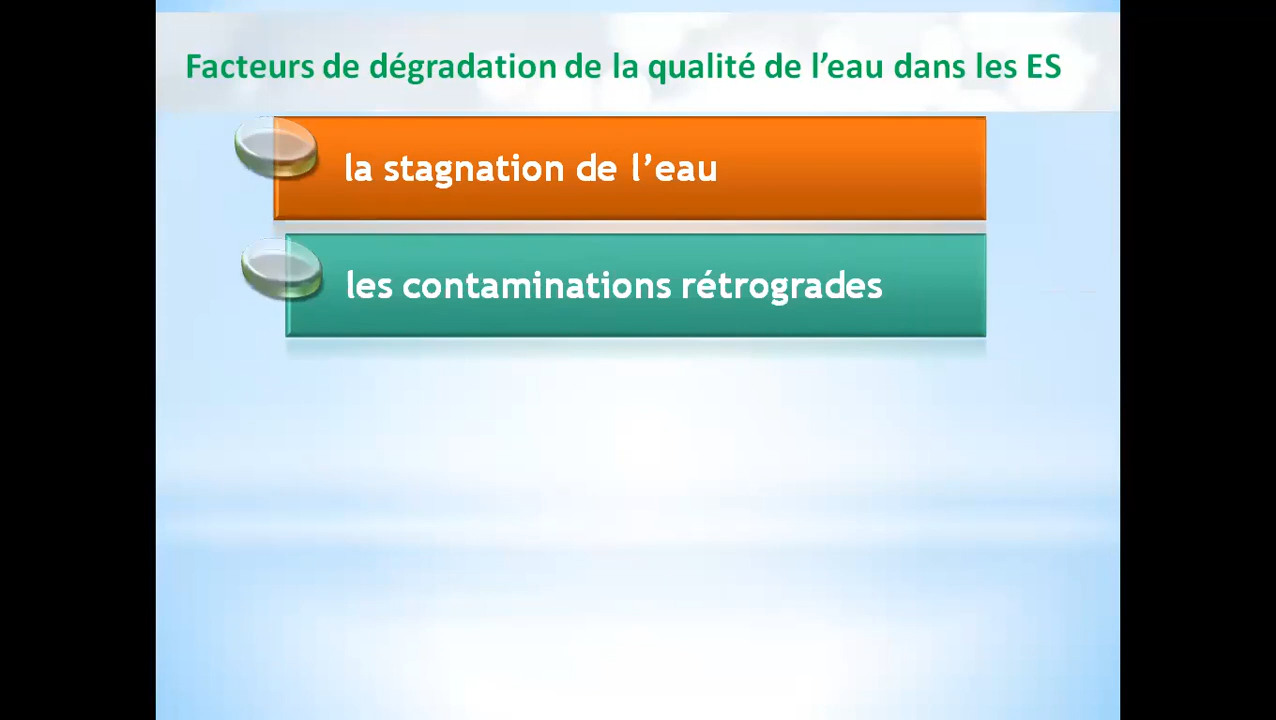 Facteurs de dégradation de la qualité de l’eau dans les ES
la stagnation de l’eau
les contaminations rétrogrades